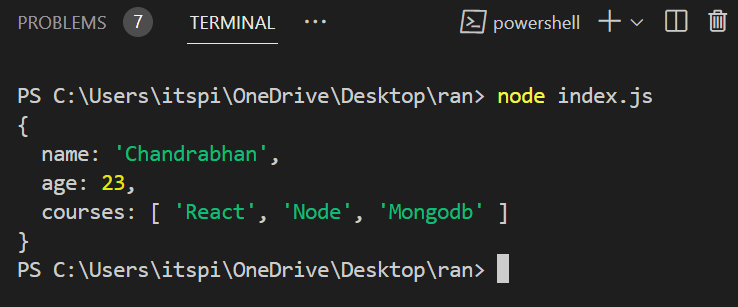 PROBLEMS 7 TERMINAL ··· powershell
PS C:\Users\itspi\OneDrive\Desktop\ran> node index.js
{
  name: 'Chandrabhan',
  age: 23,
  courses: [ 'React', 'Node', 'Mongodb' ]
}
PS C:\Users\itspi\OneDrive\Desktop\ran>